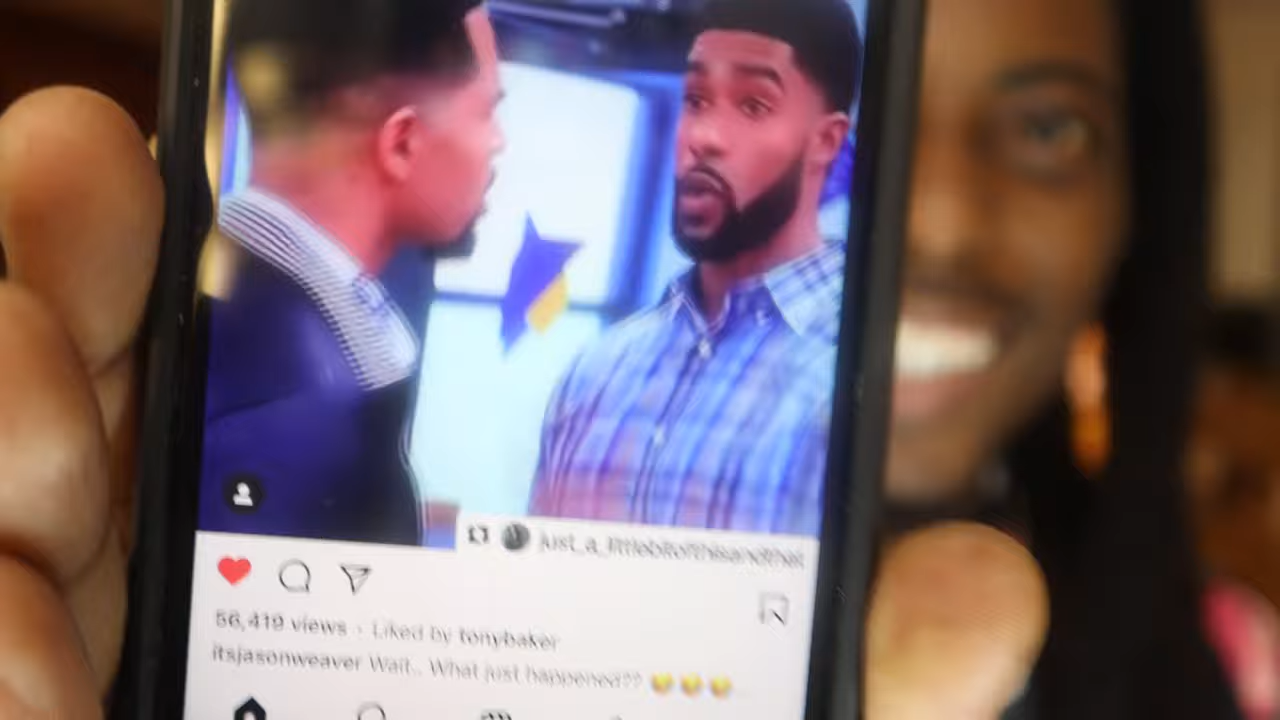 just_a_littlebitofthisandthat
56,419 views · Liked by tonybaker
itsjasonweaver Wait.. What just happened?? 😂😂😂